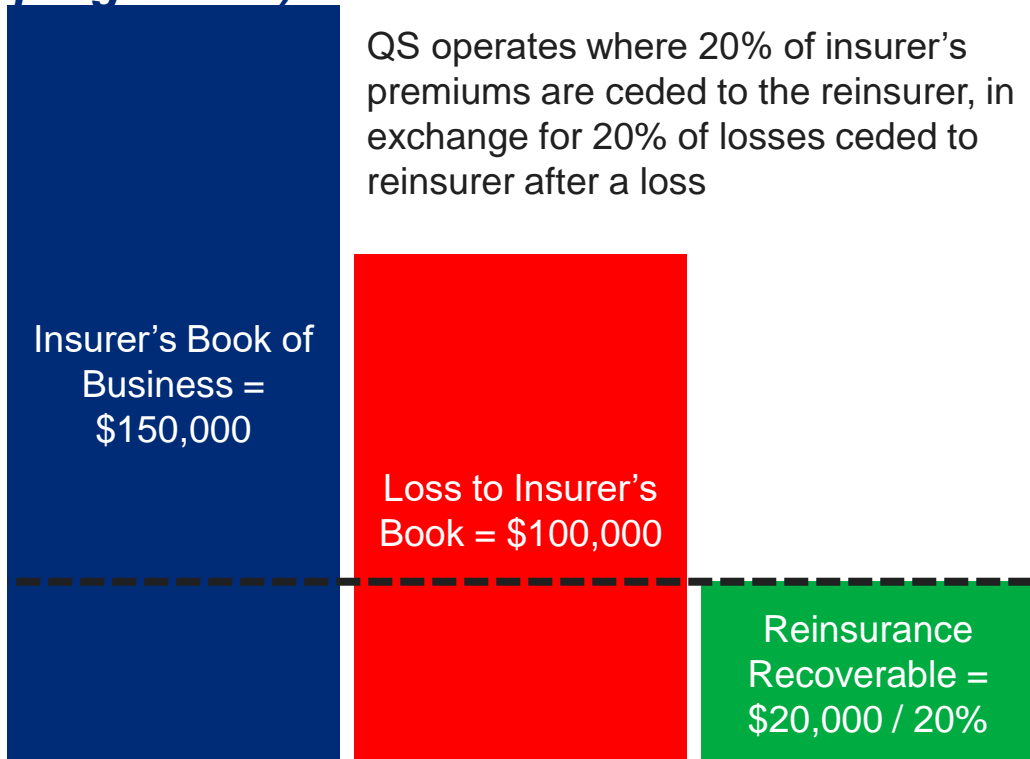 QS operates where 20% of insurer’s
premiums are ceded to the reinsurer, in
exchange for 20% of losses ceded to
reinsurer after a loss
Insurer’s Book of
Business =
$150,000
Loss to Insurer’s
Book = $100,000
Reinsurance
Recoverable =
$20,000 / 20%